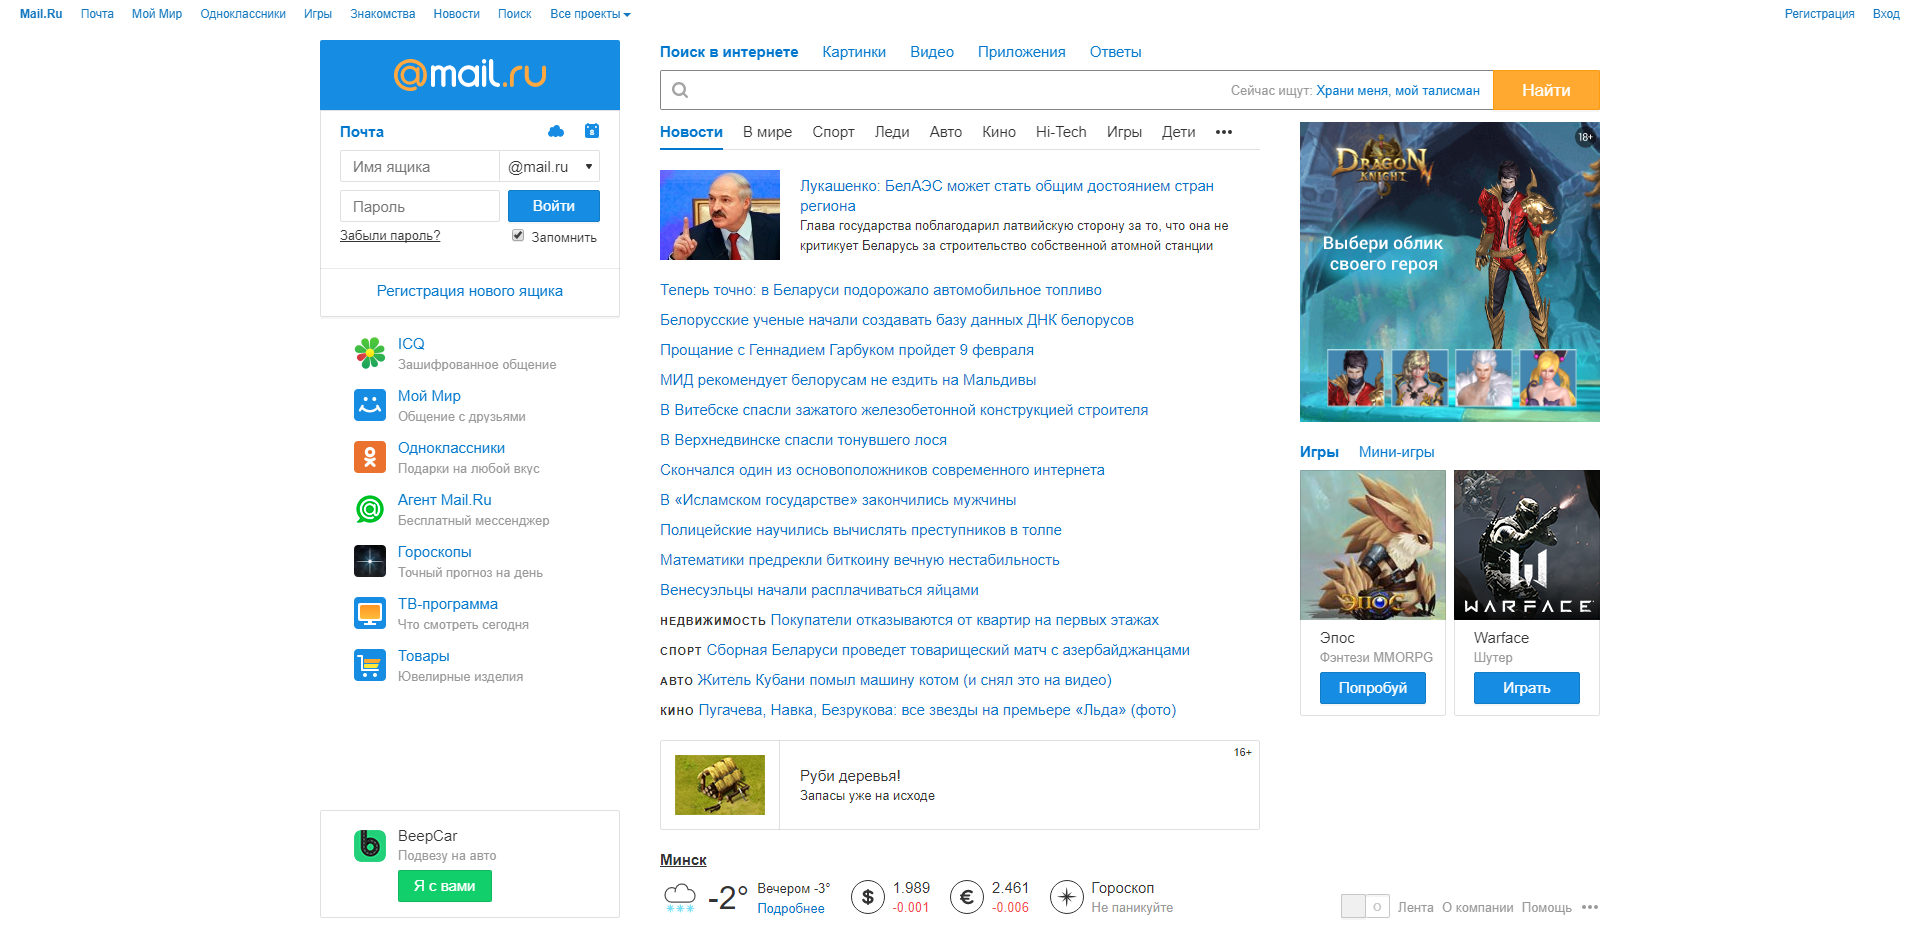 Mail.Ru Почта Мой Мир Одноклассники Игры Знакомства Новости Поиск Все проекты
Регистрация Вход
@mail.ru
Почта
Имя ящика @mail.ru
Пароль Войти
Забыли пароль? Запомнить
Регистрация нового ящика
ICQ
Зашифрованное общение
Мой Мир
Общение с друзьями
Одноклассники
Подарки на любой вкус
Агент Mail.Ru
Бесплатный мессенджер
Гороскопы
Точный прогноз на день
ТВ-программа
Что смотреть сегодня
Товары
Ювелирные изделия
BeepCar
Подвезу на авто
Я с вами
Поиск в интернете Картинки Видео Приложения Ответы
Сейчас ищут: Храни меня, мой талисман Найти
Новости В мире Спорт Леди Авто Кино Hi-Tech Игры Дети •••
Лукашенко: БелАЭС может стать общим достоянием стран
региона
Глава государства поблагодарил латвийскую сторону за то, что она не
критикует Беларусь за строительство собственной атомной станции
Теперь точно: в Беларуси подорожало автомобильное топливо
Белорусские ученые начали создавать базу данных ДНК белорусов
Прощание с Геннадием Гарбуком пройдет 9 февраля
МИД рекомендует белорусам не ездить на Мальдивы
В Витебске спасли зажатого железобетонной конструкцией строителя
В Верхнедвинске спасли тонувшего лося
Скончался один из основоположников современного интернета
В «Исламском государстве» закончились мужчины
Полицейские научились вычислять преступников в толпе
Математики предрекли биткоину вечную нестабильность
Венесуэльцы начали расплачиваться яйцами
НЕДВИЖИМОСТЬ Покупатели отказываются от квартир на первых этажах
СПОРТ Сборная Беларуси проведет товарищеский матч с азербайджанцами
АВТО Житель Кубани помыл машину котом (и снял это на видео)
КИНО Пугачева, Навка, Безрукова: все звезды на премьере «Льда» (фото)
16+
Руби деревья!
Запасы уже на исходе
Минск
-2° Вечером -3° $ 1.989 € 2.461 Гороскоп
Подробнее -0.001 -0.006 Не паникуйте
18+
DRAGON
KNIGHT
Выбери облик
своего героя
Игры Мини-игры
ЭПОС
WARFACE
Эпос
Фэнтези MMORPG
Попробуй
Warface
Шутер
Играть
Лента О компании Помощь •••